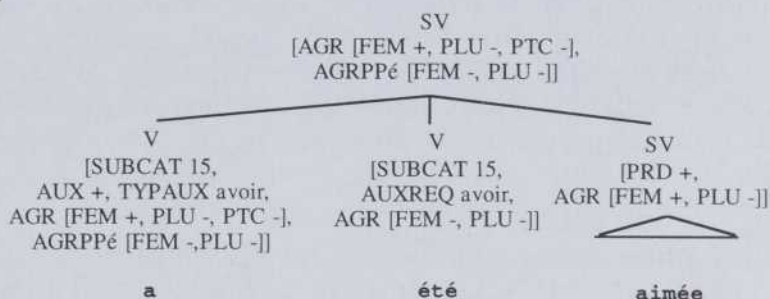 SV
[AGR [FEM +, PLU -, PTC -],
AGRPPé [FEM -, PLU -]]
V V SV
[SUBCAT 15, [SUBCAT 15, [PRD +,
AUX +, TYPAUX avoir, AUXREQ avoir, AGR [FEM +, PLU -]]
AGR [FEM +, PLU -, PTC -], AGR [FEM -, PLU -]]
AGRPPé [FEM -,PLU -]]
a été aimée